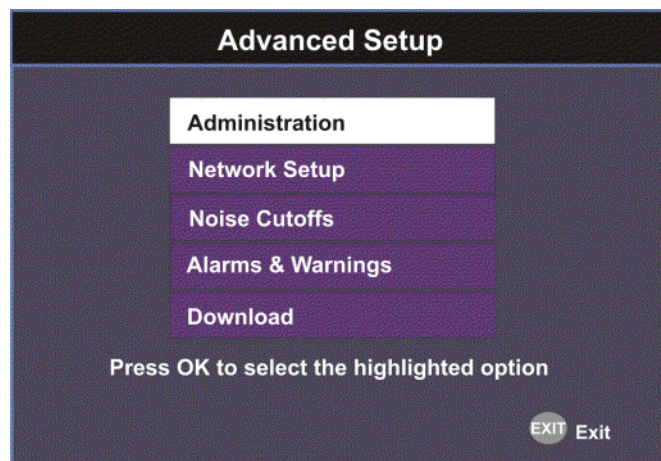 Advanced Setup
Administration
Network Setup
Noise Cutoffs
Alarms & Warnings
Download
Press OK to select the highlighted option
EXIT Exit